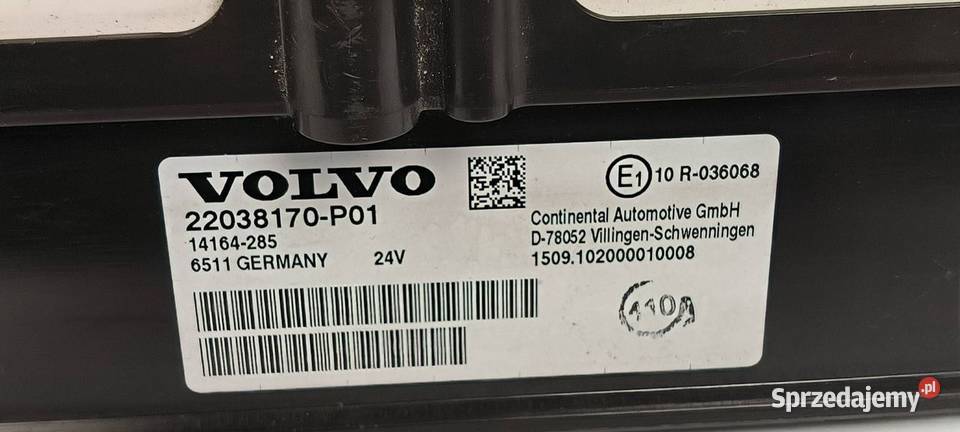 VOLVO
22038170-P01
14164-285
6511 GERMANY 24V
E1 10 R-036068
Continental Automotive GmbH
D-78052 Villingen-Schwenningen
1509.102000010008
110A
Sprzedajemy.pl